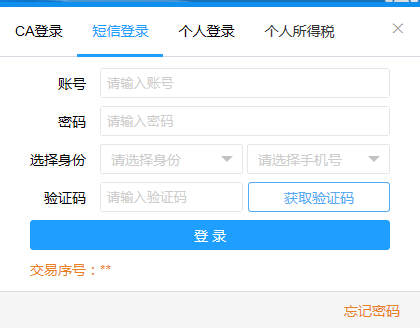 CA登录 短信登录 个人登录 个人所得税
账号 请输入账号
密码 请输入密码
选择身份 请选择身份 请选择手机号
验证码 请输入验证码 获取验证码
登 录
交易序号：**
忘记密码